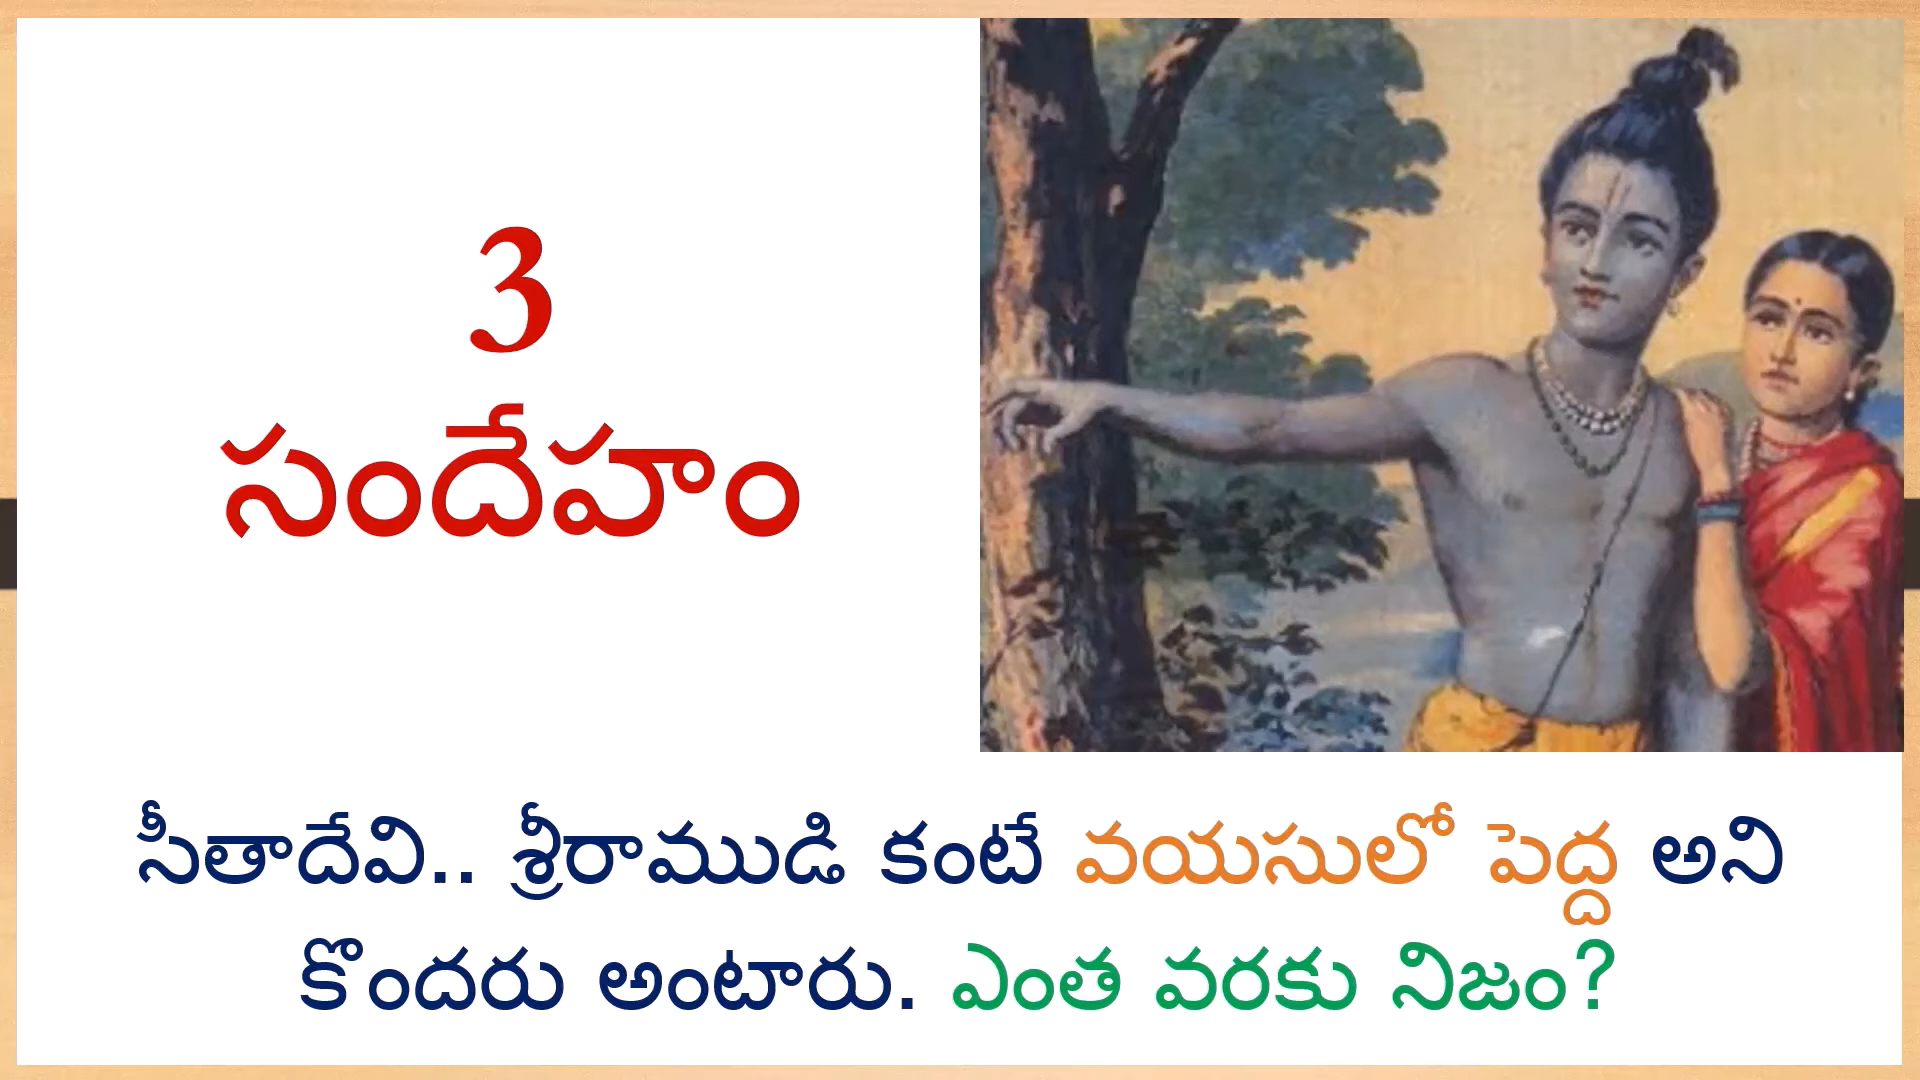 3
సందేహం
సీతాదేవి.. శ్రీరాముడి కంటే వయసులో పెద్ద అని
కొందరు అంటారు. ఎంత వరకు నిజం?